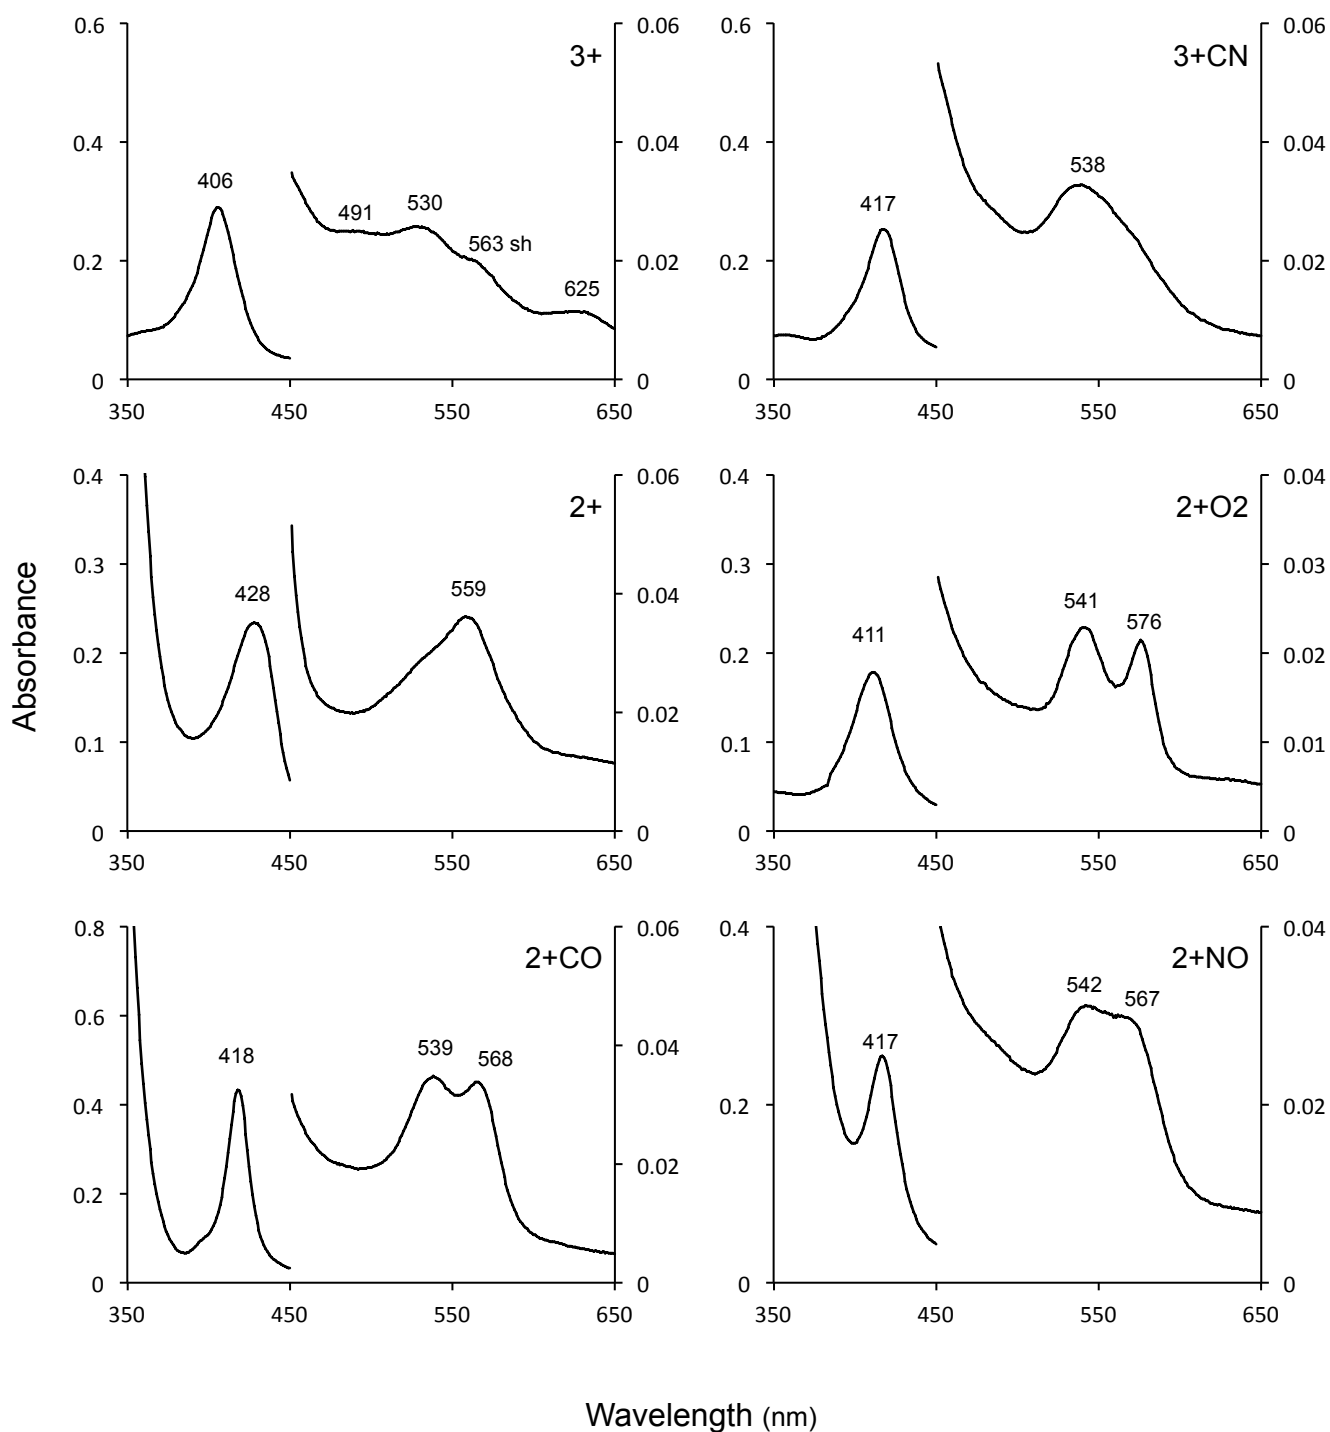 0.6 0.06 0.6 0.06
3+ 3+CN
0.4 0.04 0.4 0.04
406 491 530 563 sh 625 417 538
0.2 0.02 0.2 0.02
0 0 0 0
350 450 550 650 350 450 550 650
0.4 0.06 0.4 0.04
2+ 2+O2
0.3 0.04 0.3 0.03
428 559 411 541 576
0.2 0.2 0.02
0.1 0.02 0.1 0.01
0 0 0 0
350 450 550 650 350 450 550 650
Absorbance
0.8 0.06 0.4 0.04
2+CO 2+NO
0.6 0.04
418 539 568 417 542 567
0.4 0.2 0.02
0.2 0.02
0 0 0 0
350 450 550 650 350 450 550 650
Wavelength (nm)